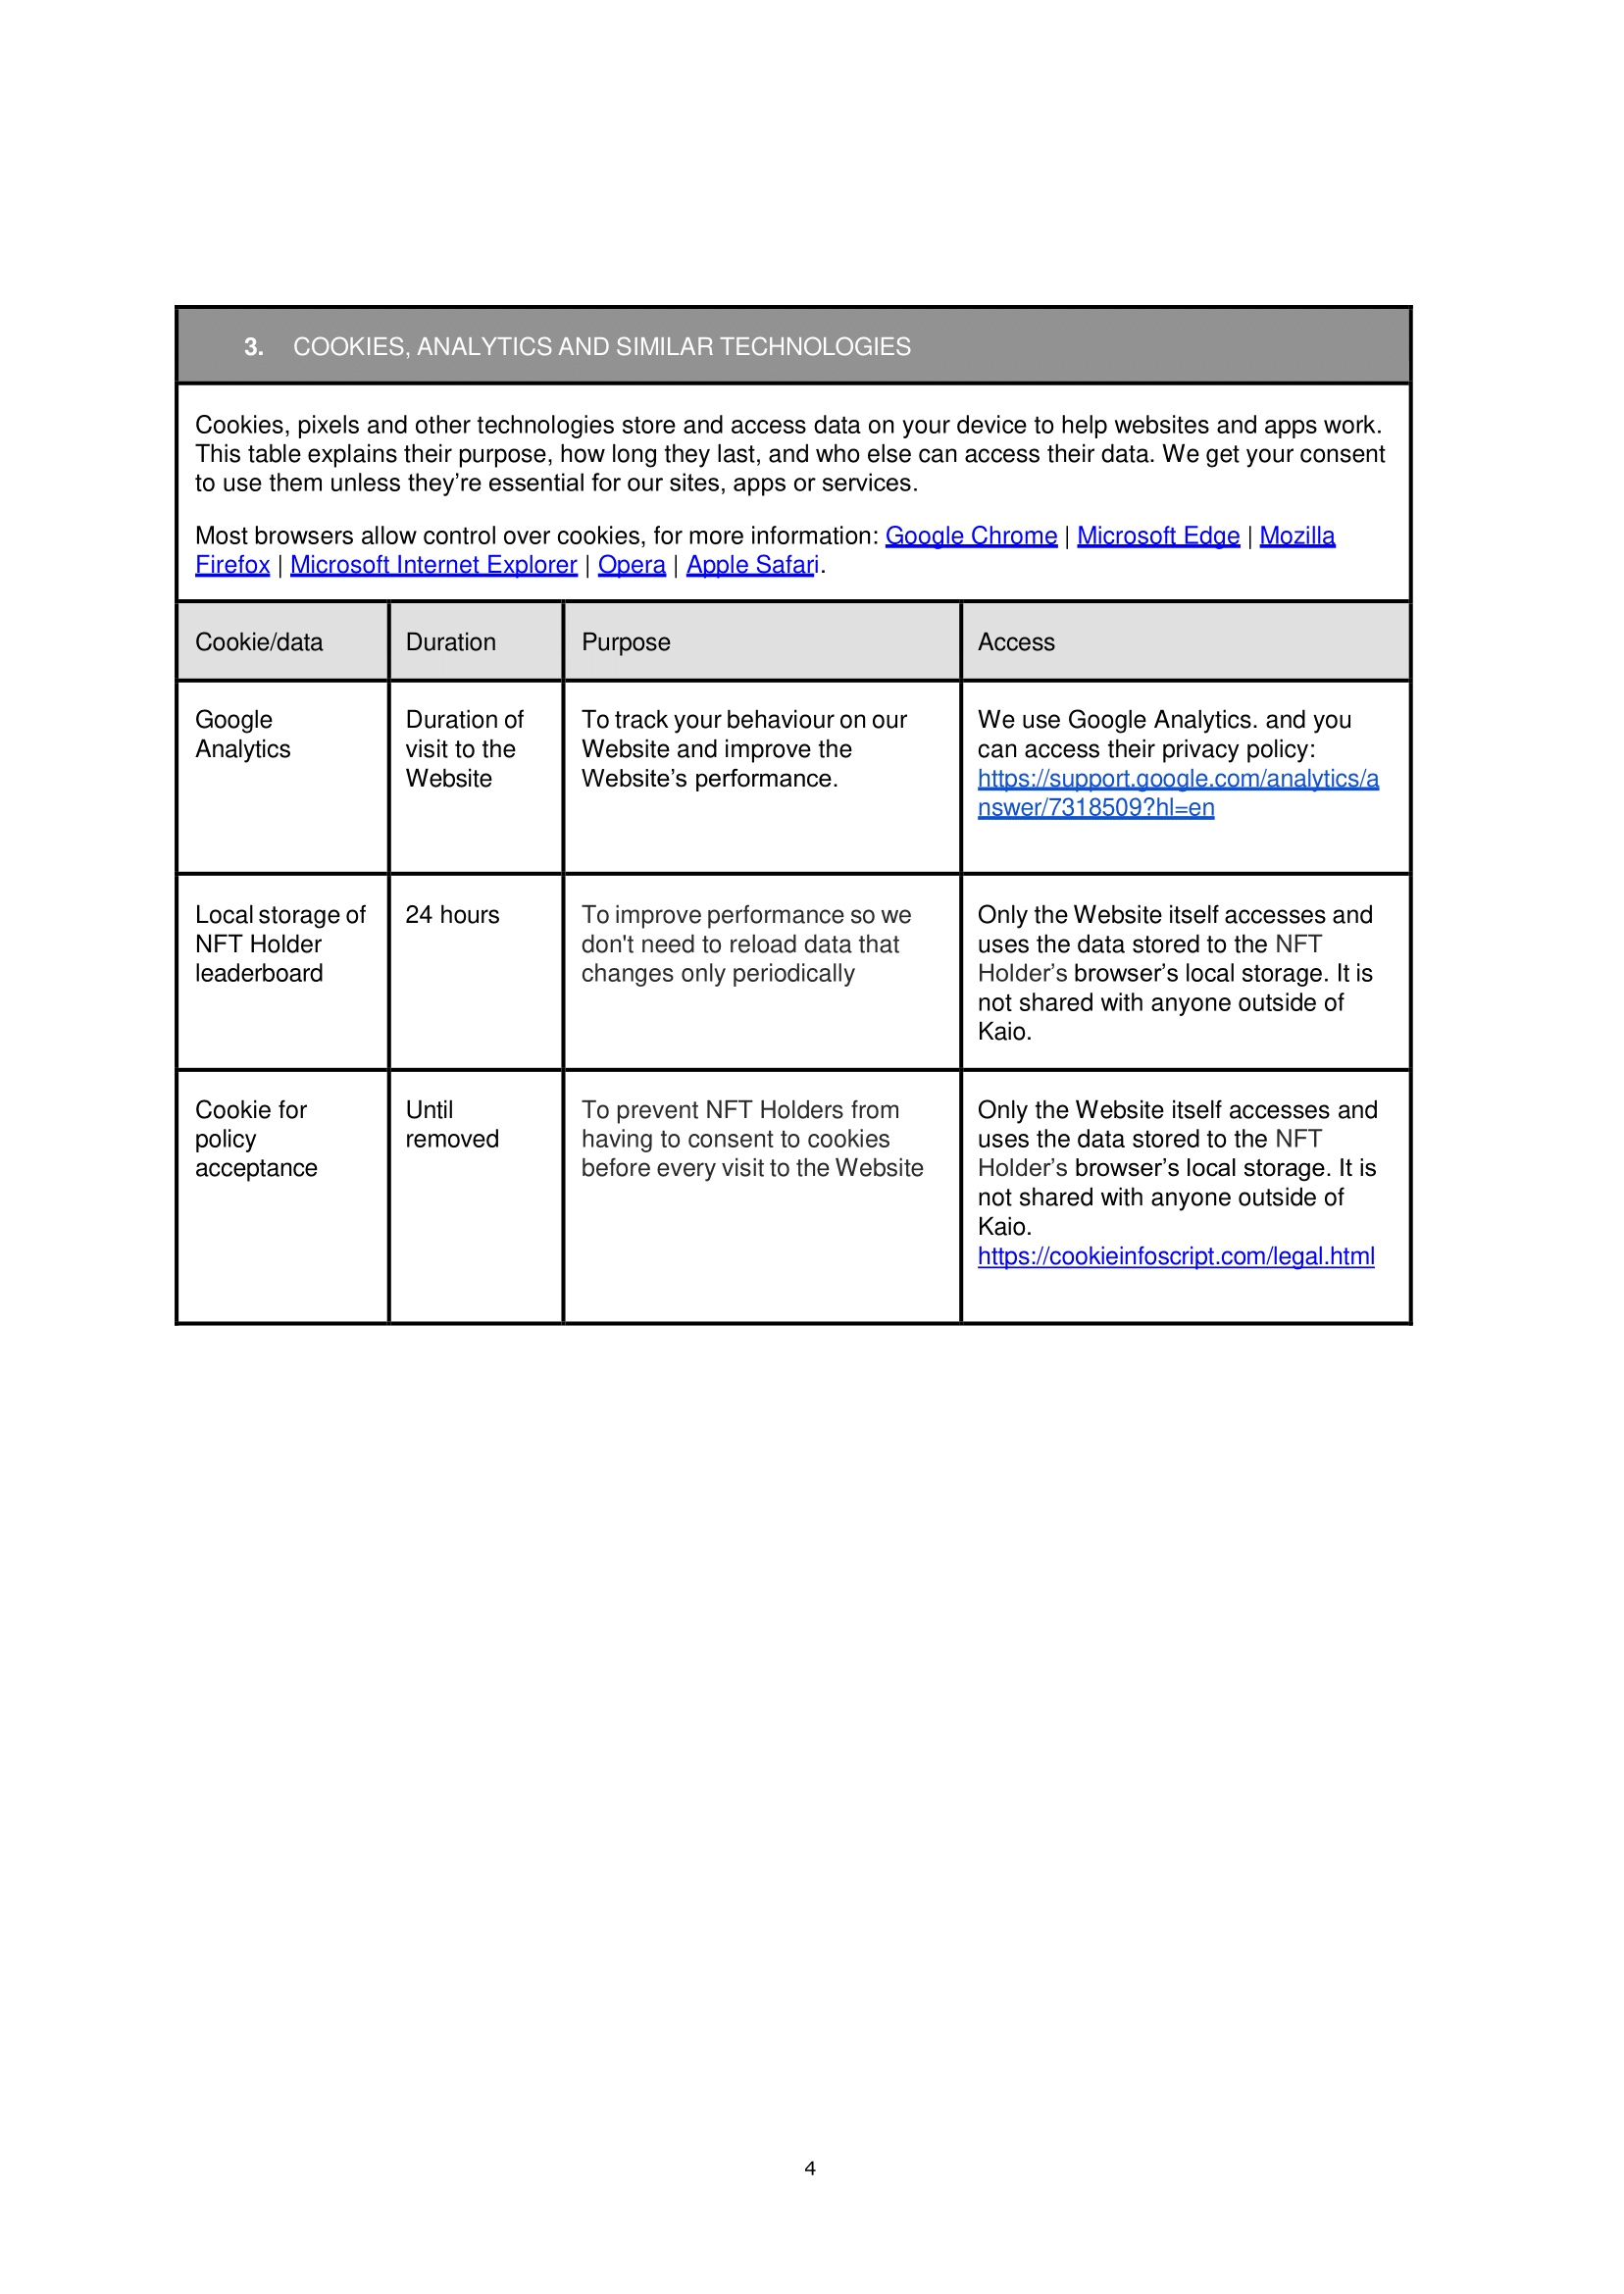 3. COOKIES, ANALYTICS AND SIMILAR TECHNOLOGIES
Cookies, pixels and other technologies store and access data on your device to help websites and apps work.
This table explains their purpose, how long they last, and who else can access their data. We get your consent
to use them unless they’re essential for our sites, apps or services.
Most browsers allow control over cookies, for more information: Google Chrome | Microsoft Edge | Mozilla
Firefox | Microsoft Internet Explorer | Opera | Apple Safari.
Cookie/data
Duration
Purpose
Access
Google
Analytics
Duration of
visit to the
Website
To track your behaviour on our
Website and improve the
Website’s performance.
We use Google Analytics. and you
can access their privacy policy:
https://support.google.com/analytics/a
nswer/7318509?hl=en
Local storage of
NFT Holder
leaderboard
24 hours
To improve performance so we
don't need to reload data that
changes only periodically
Only the Website itself accesses and
uses the data stored to the NFT
Holder’s browser’s local storage. It is
not shared with anyone outside of
Kaio.
Cookie for
policy
acceptance
Until
removed
To prevent NFT Holders from
having to consent to cookies
before every visit to the Website
Only the Website itself accesses and
uses the data stored to the NFT
Holder’s browser’s local storage. It is
not shared with anyone outside of
Kaio.
https://cookieinfoscript.com/legal.html
4